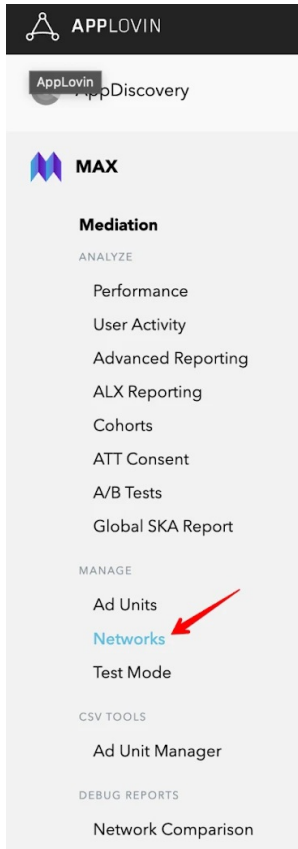 APPLOVIN
AppLovin
AppDiscovery
MAX
Mediation
ANALYZE
Performance
User Activity
Advanced Reporting
ALX Reporting
Cohorts
ATT Consent
A/B Tests
Global SKA Report
MANAGE
Ad Units
Networks
Test Mode
CSV TOOLS
Ad Unit Manager
DEBUG REPORTS
Network Comparison